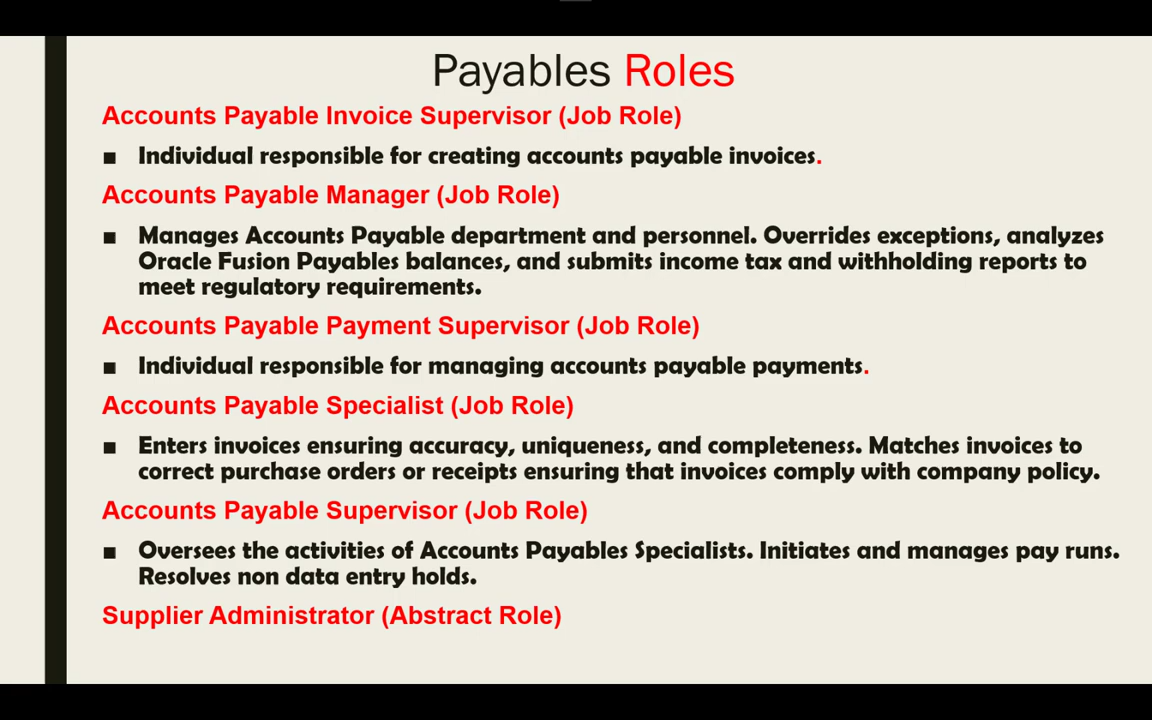 Payables Roles
Accounts Payable Invoice Supervisor (Job Role)
■ Individual responsible for creating accounts payable invoices.
Accounts Payable Manager (Job Role)
■ Manages Accounts Payable department and personnel. Overrides exceptions, analyzes
Oracle Fusion Payables balances, and submits income tax and withholding reports to
meet regulatory requirements.
Accounts Payable Payment Supervisor (Job Role)
■ Individual responsible for managing accounts payable payments.
Accounts Payable Specialist (Job Role)
■ Enters invoices ensuring accuracy, uniqueness, and completeness. Matches invoices to
correct purchase orders or receipts ensuring that invoices comply with company policy.
Accounts Payable Supervisor (Job Role)
■ Oversees the activities of Accounts Payables Specialists. Initiates and manages pay runs.
Resolves non data entry holds.
Supplier Administrator (Abstract Role)